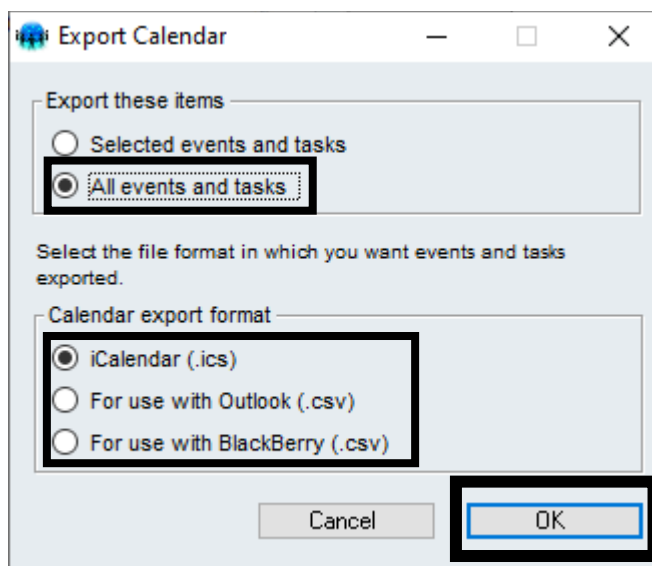 Export Calendar
Export these items
Selected events and tasks
All events and tasks
Select the file format in which you want events and tasks
exported.
Calendar export format
iCalendar (.ics)
For use with Outlook (.csv)
For use with BlackBerry (.csv)
Cancel OK